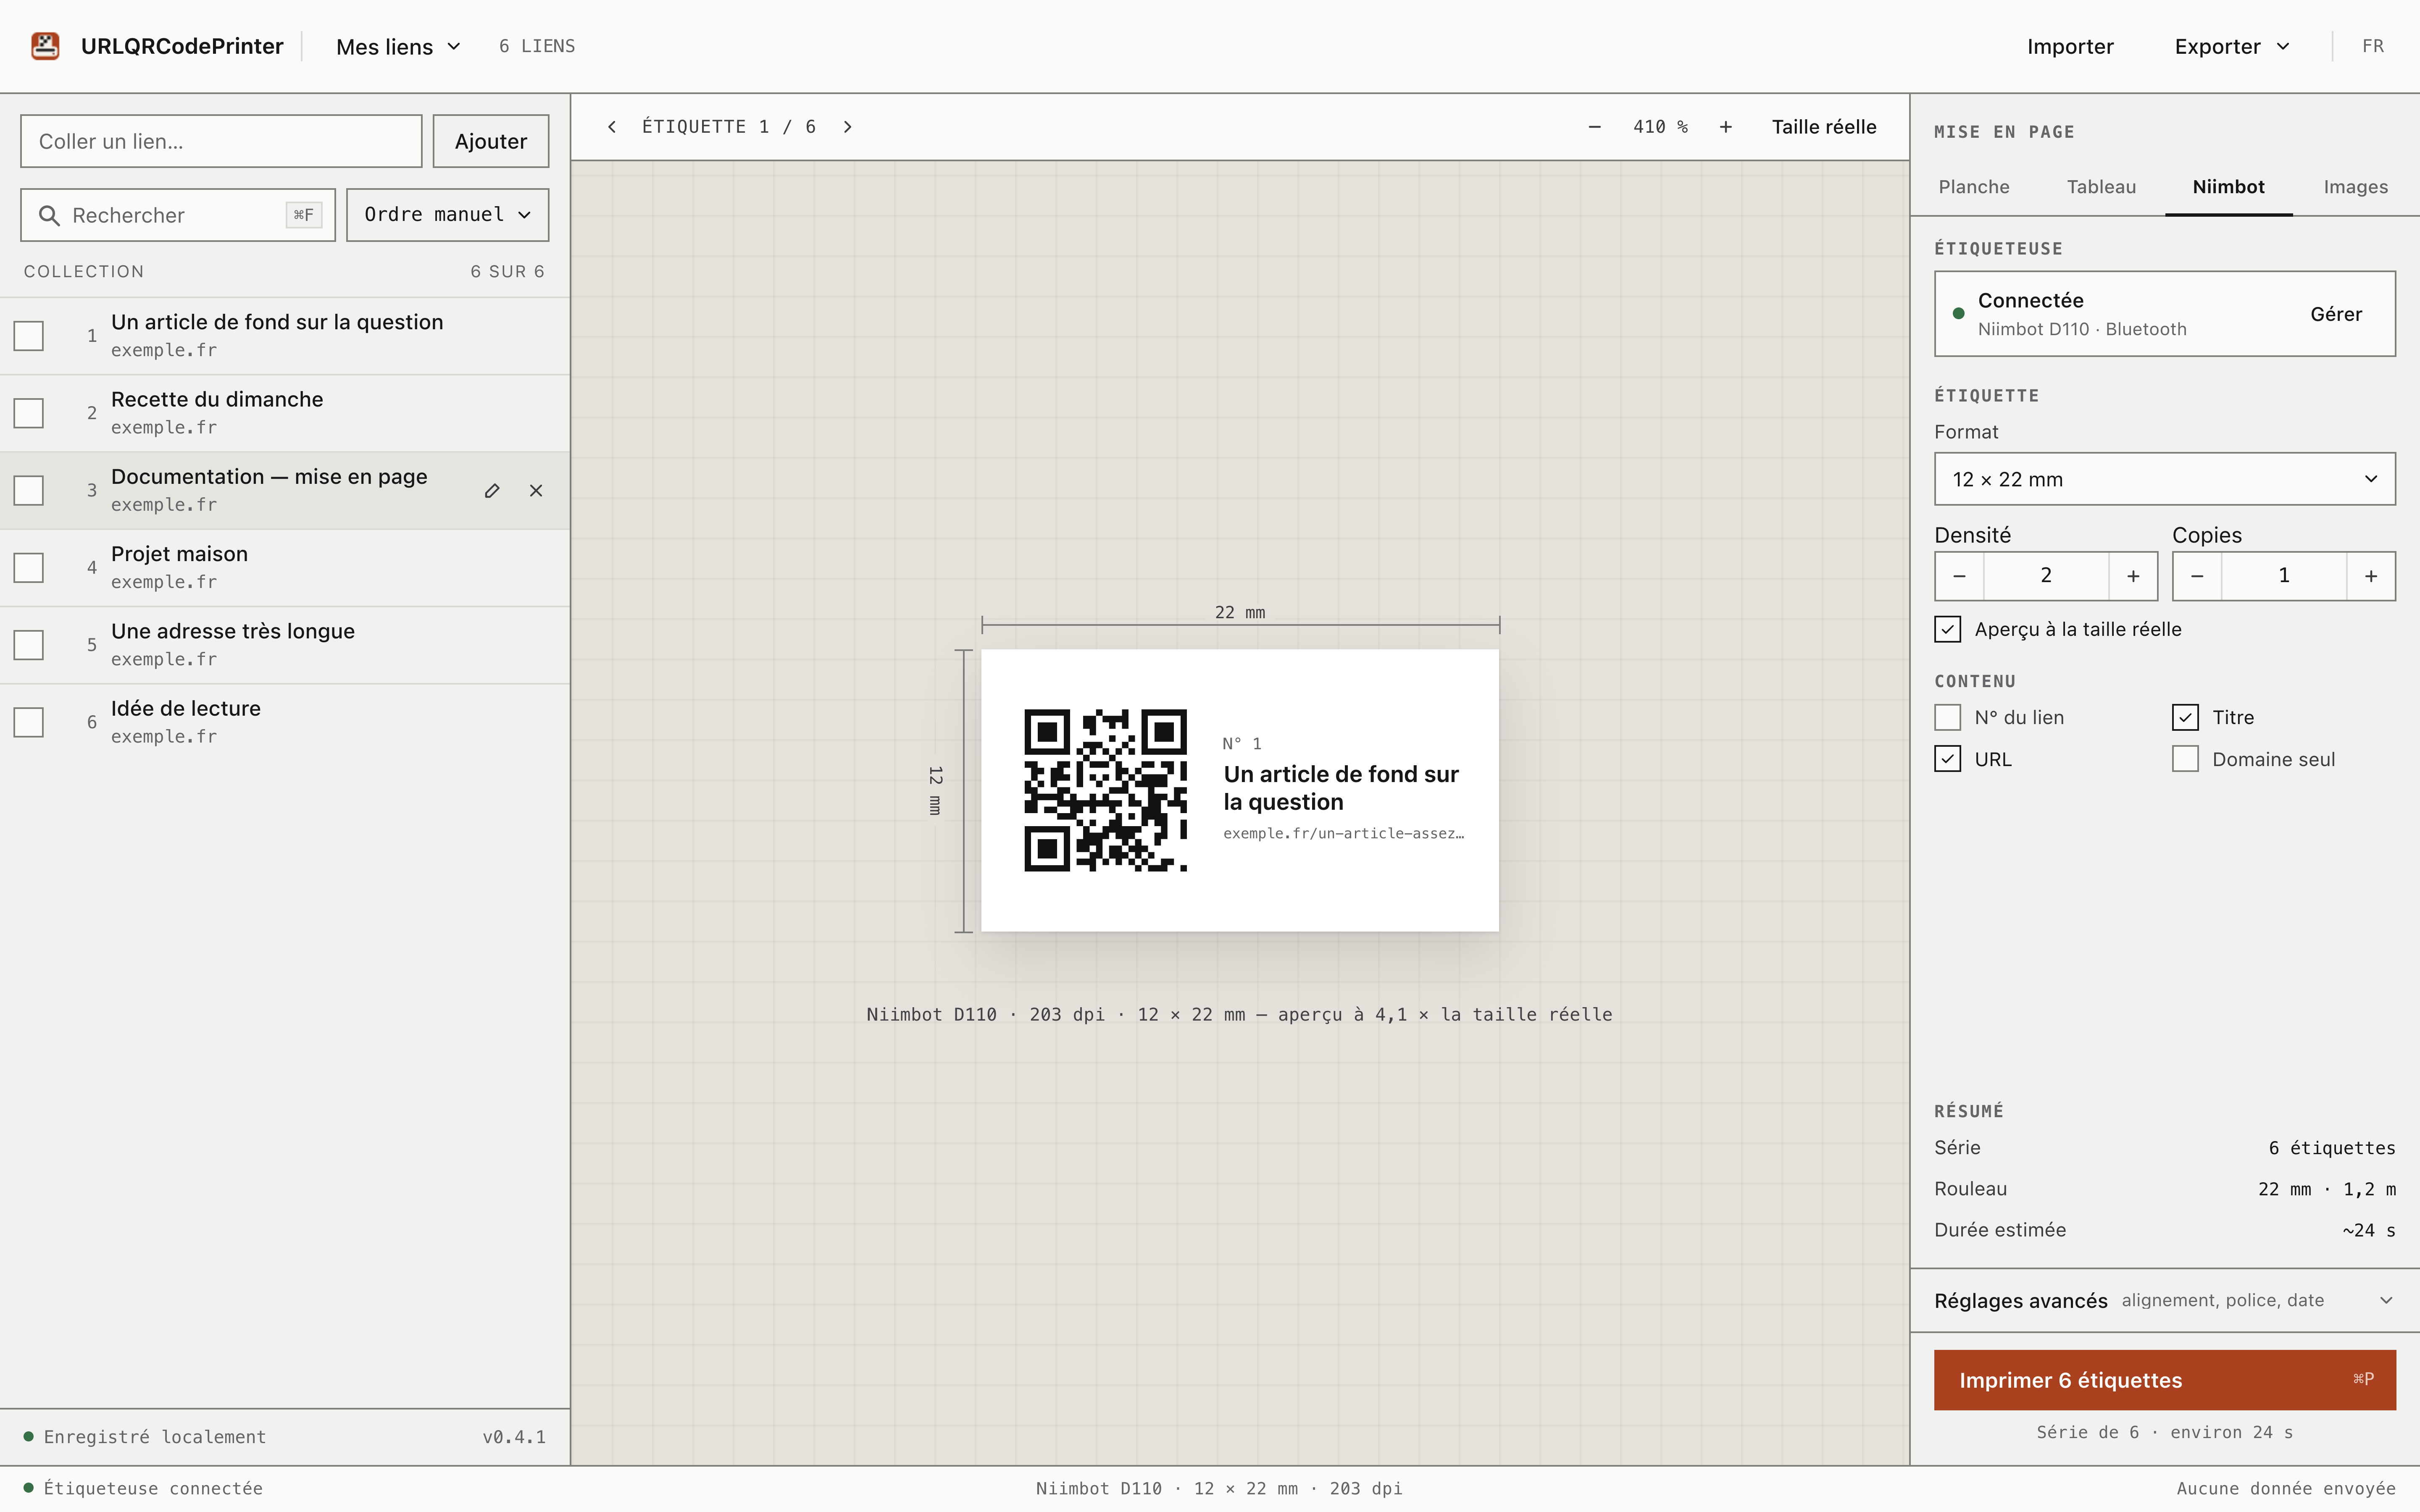 URLQRCodePrinter
Mes liens
6 LIENS
Importer
Exporter
FR
Coller un lien…
Ajouter
Rechercher
⌘F
Ordre manuel
COLLECTION
6 SUR 6
1
Un article de fond sur la question
exemple.fr
2
Recette du dimanche
exemple.fr
3
Documentation — mise en page
exemple.fr
4
Projet maison
exemple.fr
5
Une adresse très longue
exemple.fr
6
Idée de lecture
exemple.fr
Enregistré localement
v0.4.1
ÉTIQUETTE 1 / 6
− 410 % +
Taille réelle
22 mm
12 mm
N° 1
Un article de fond sur
la question
exemple.fr/un-article-assez…
Niimbot D110 · 203 dpi · 12 × 22 mm — aperçu à 4,1 × la taille réelle
MISE EN PAGE
Planche
Tableau
Niimbot
Images
ÉTIQUETEUSE
Connectée
Niimbot D110 · Bluetooth
Gérer
ÉTIQUETTE
Format
12 × 22 mm
Densité
− 2 +
Copies
− 1 +
Aperçu à la taille réelle
CONTENU
N° du lien
Titre
URL
Domaine seul
RÉSUMÉ
Série
6 étiquettes
Rouleau
22 mm · 1,2 m
Durée estimée
~24 s
Réglages avancés
alignement, police, date
Imprimer 6 étiquettes
⌘P
Série de 6 · environ 24 s
Étiqueteuse connectée
Niimbot D110 · 12 × 22 mm · 203 dpi
Aucune donnée envoyée